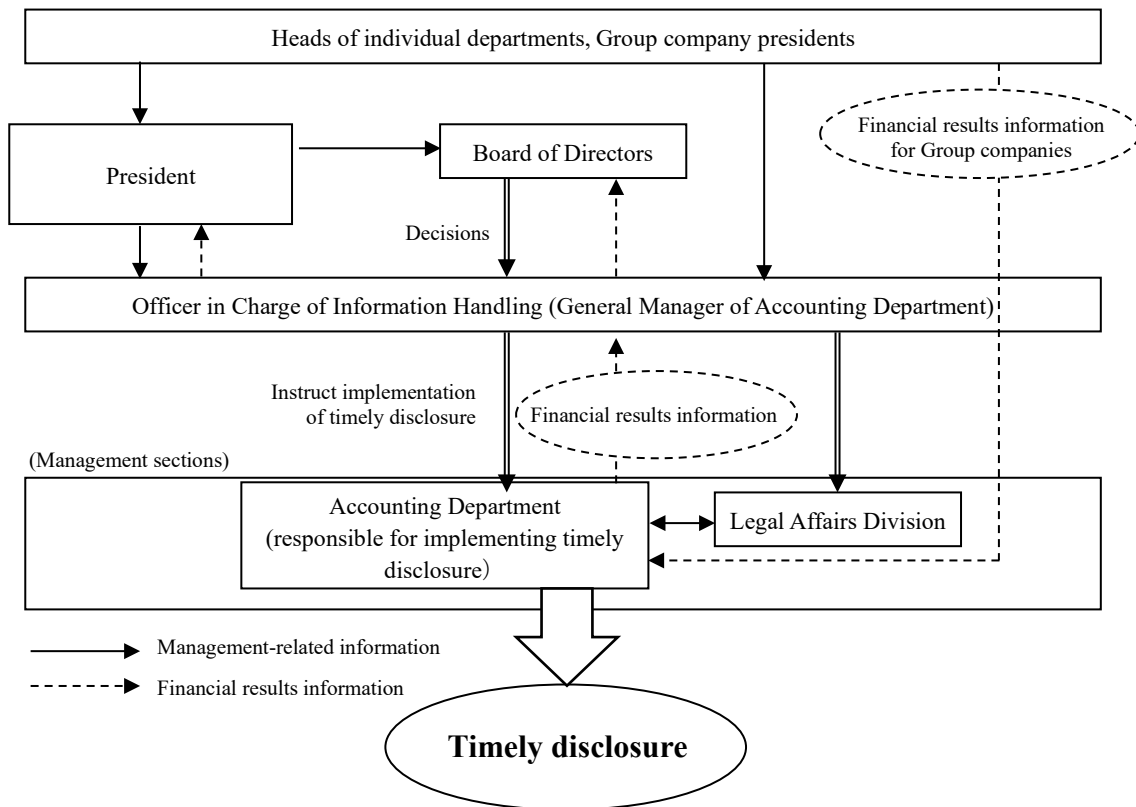 Heads of individual departments, Group company presidents
Financial results information
for Group companies
President
Board of Directors
Decisions
Officer in Charge of Information Handling (General Manager of Accounting Department)
Instruct implementation
of timely disclosure
Financial results information
(Management sections)
Accounting Department
(responsible for implementing timely
disclosure)
Legal Affairs Division
Management-related information
Financial results information
Timely disclosure